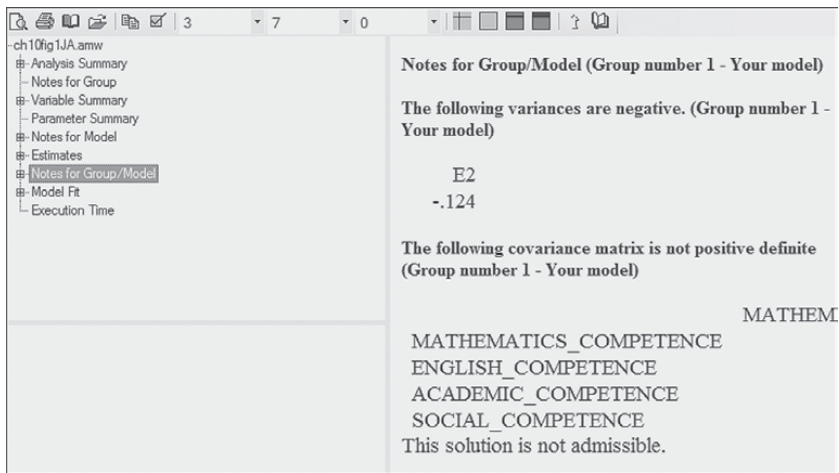 3 7 0
ch10fig1JA.amw
Analysis Summary
Notes for Group
Variable Summary
Parameter Summary
Notes for Model
Estimates
Notes for Group/Model
Model Fit
Execution Time
Notes for Group/Model (Group number 1 - Your model)
The following variances are negative. (Group number 1 -
Your model)
E2
-.124
The following covariance matrix is not positive definite
(Group number 1 - Your model)
MATHEM
MATHEMATICS_COMPETENCE
ENGLISH_COMPETENCE
ACADEMIC_COMPETENCE
SOCIAL_COMPETENCE
This solution is not admissible.